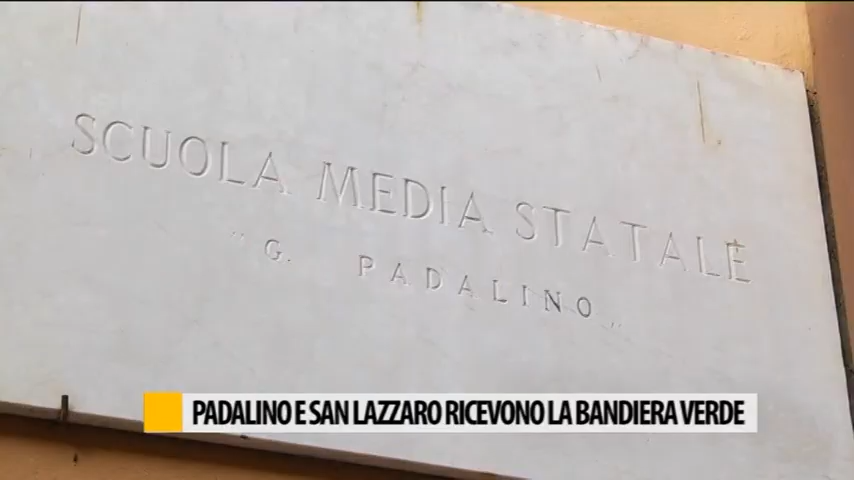 SCUOLA MEDIA STATALE
"G. PADALINO"
PADALINO E SAN LAZZARO RICEVONO LA BANDIERA VERDE